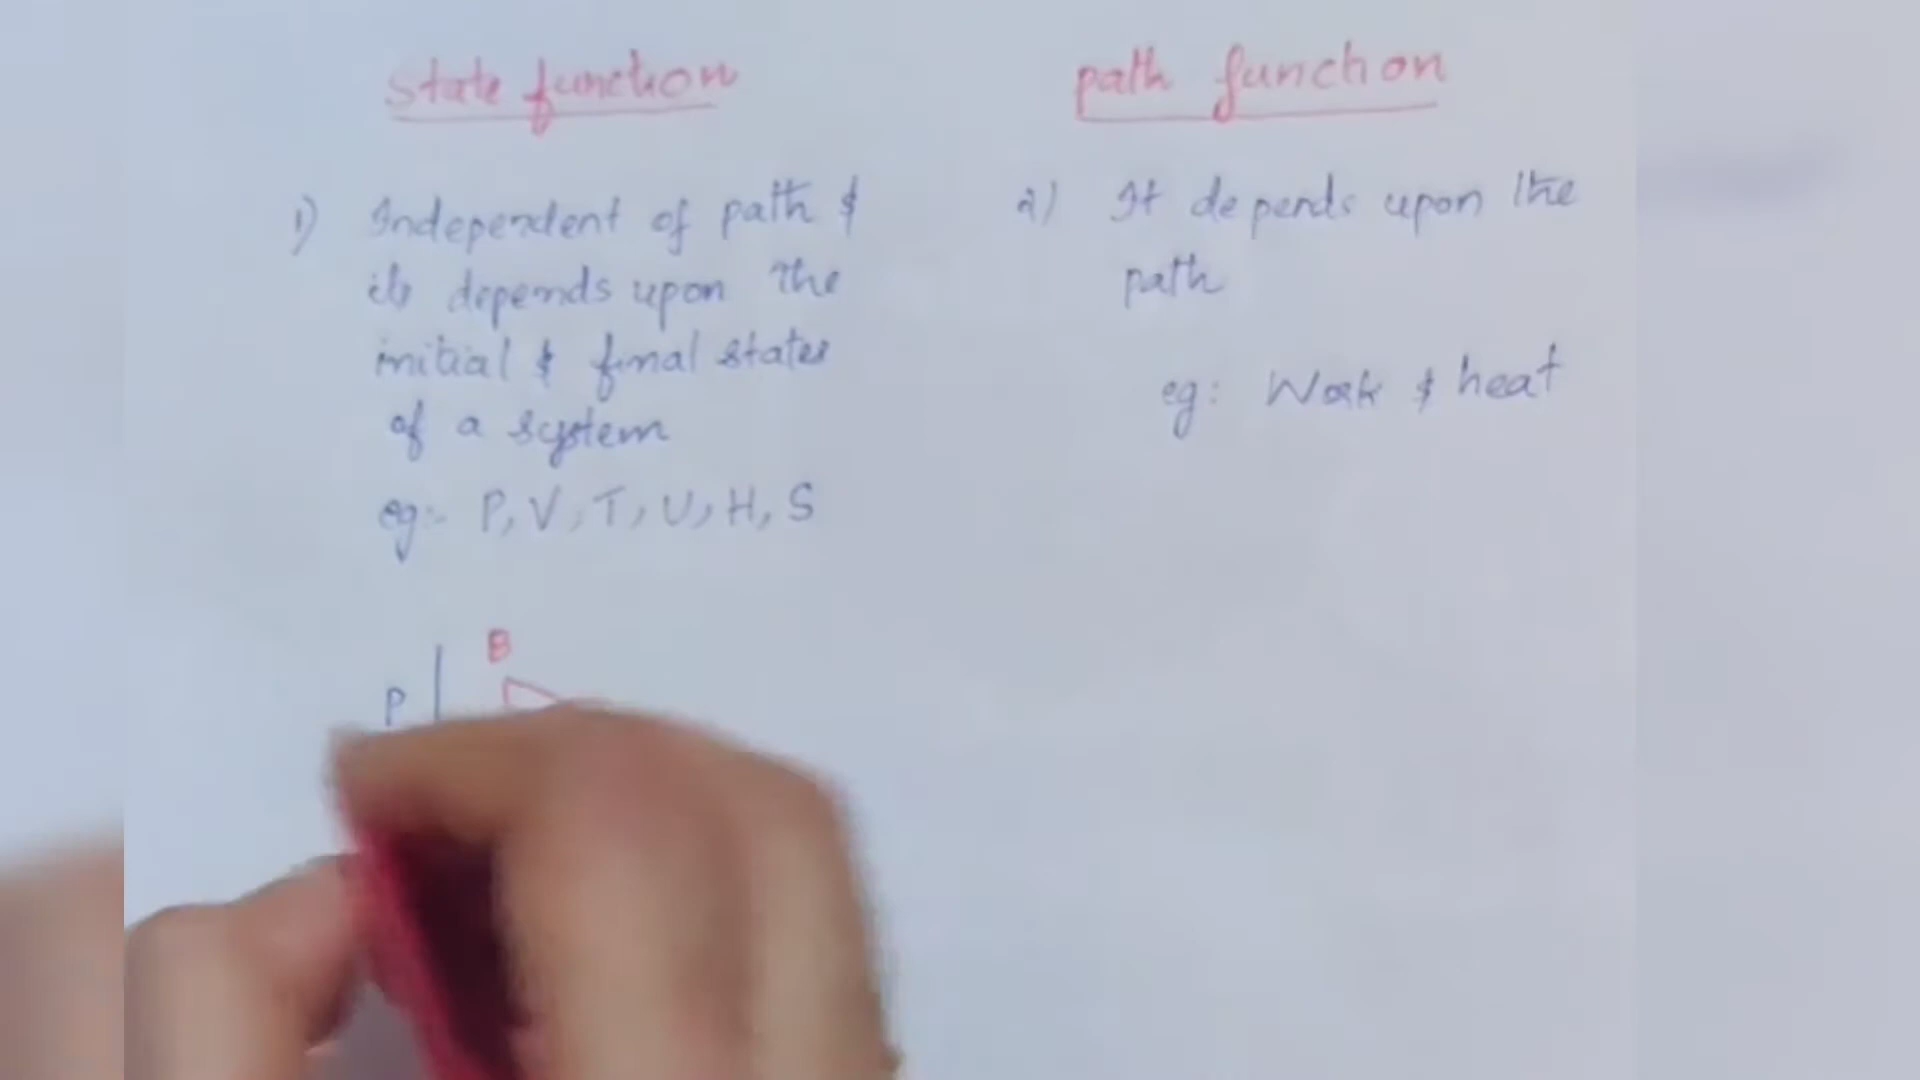 State function
1) Independent of path &
its depends upon the
initial & final states
of a system
eg:- P, V, T, U, H, S
B
P
path function
2) It depends upon the
path
eg: Work & heat